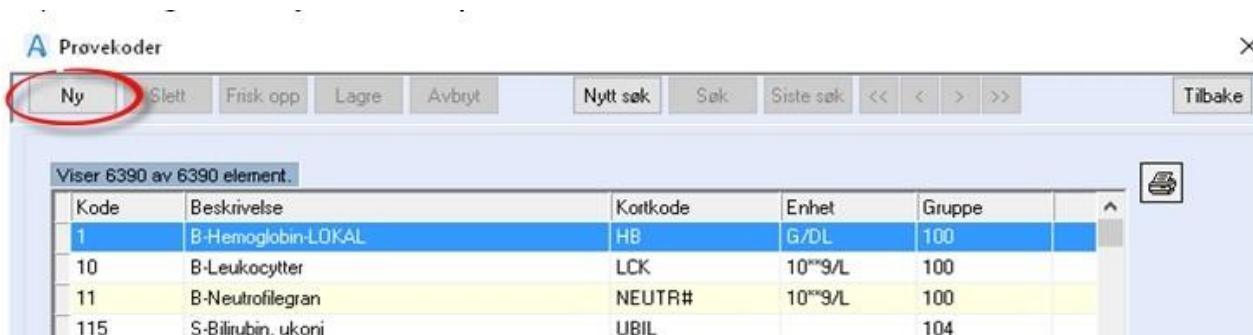 Prøvekoder
Ny Slett Frisk opp Lagre Avbryt Nytt søk Søk Siste søk << < > >> Tilbake
Viser 6390 av 6390 element.
Kode Beskrivelse Kortkode Enhet Gruppe
1 B-Hemoglobin-LOKAL HB G/DL 100
10 B-Leukocytter LCK 10**9/L 100
11 B-Neutrofilegran NEUTR# 10**9/L 100
115 S-Bilirubin, ukonj UBIL 104